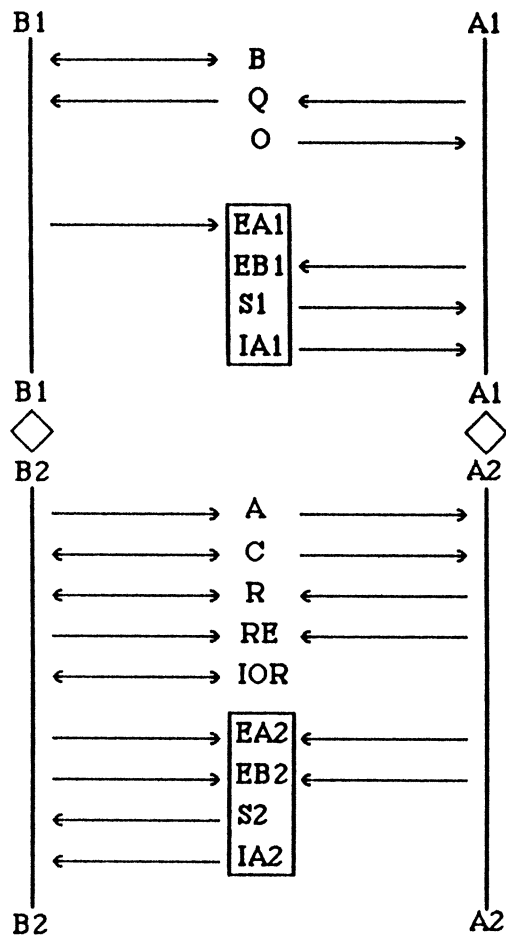 B1 A1
B
Q
O
EA1
EB1
S1
IA1
B1 A1
B2 A2
A
C
R
RE
IOR
EA2
EB2
S2
IA2
B2 A2